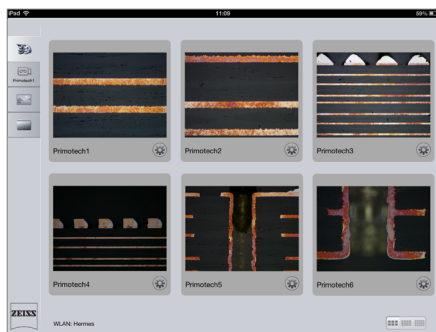 iPad 11:09 59%
Primotech1
Primotech1 Primotech2 Primotech3
Primotech4 Primotech5 Primotech6
ZEISS
WLAN: Hermes